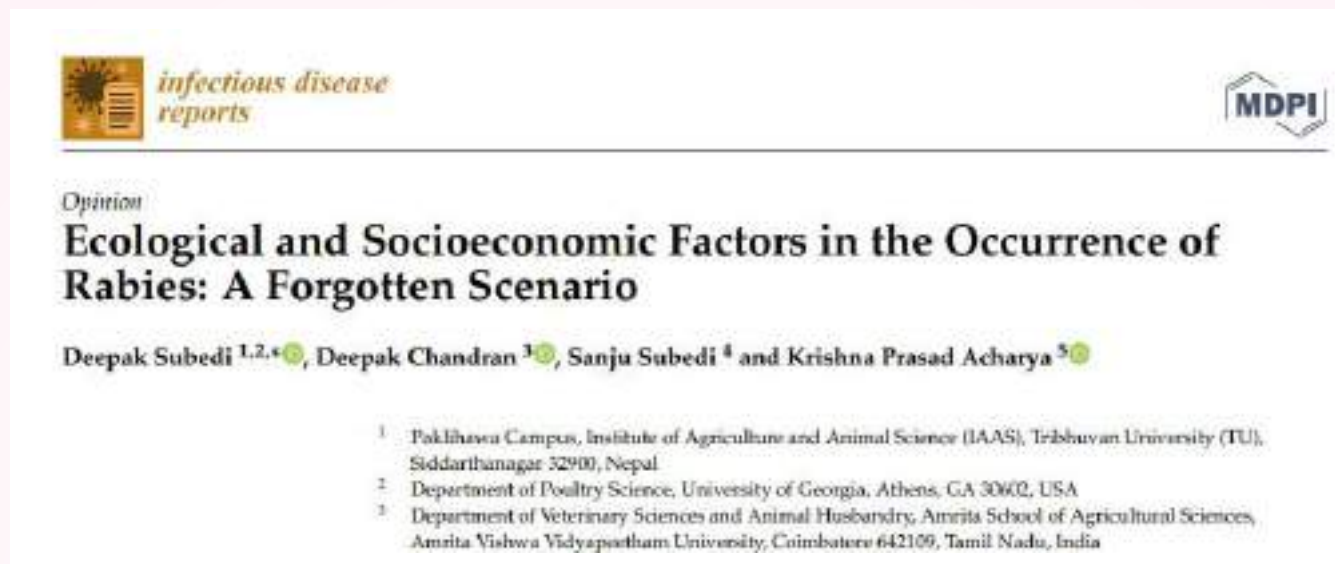 infectious disease
reports
MDPI
Opinion
Ecological and Socioeconomic Factors in the Occurrence of
Rabies: A Forgotten Scenario
Deepak Subedi 1,2,*, Deepak Chandran 3, Sanju Subedi 4 and Krishna Prasad Acharya 5
1 Paklihawa Campus, Institute of Agriculture and Animal Science (IAAS), Tribhuvan University (TU),
Siddarthanagar 32900, Nepal
2 Department of Poultry Science, University of Georgia, Athens, GA 30602, USA
3 Department of Veterinary Sciences and Animal Husbandry, Amrita School of Agricultural Sciences,
Amrita Vishwa Vidyapeetham University, Coimbatore 642109, Tamil Nadu, India